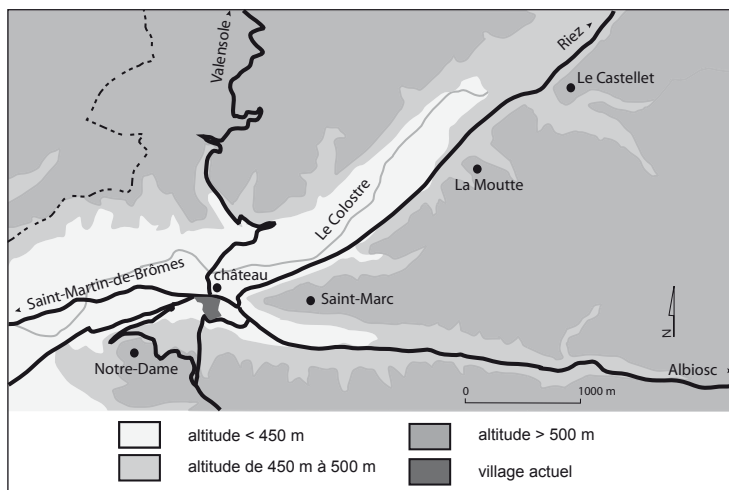 Valensole
Riez
Le Castellet
La Moutte
Le Colostre
Saint-Martin-de-Brômes
château
Saint-Marc
Notre-Dame
N
Albiosc
0 1000 m
altitude < 450 m
altitude > 500 m
altitude de 450 m à 500 m
village actuel